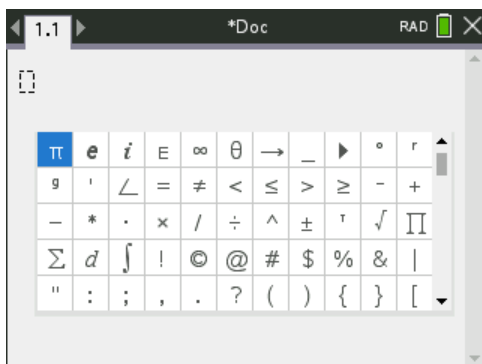 1.1 *Doc RAD
π e i E ∞ θ → _ ▶ ° r
g ' ∠ = ≠ < ≤ > ≥ − +
– * · × / ÷ ^ ± ᵀ √ ∏
∑ d ∫ ! © @ # $ % & |
" : ; , . ? ( ) { } [